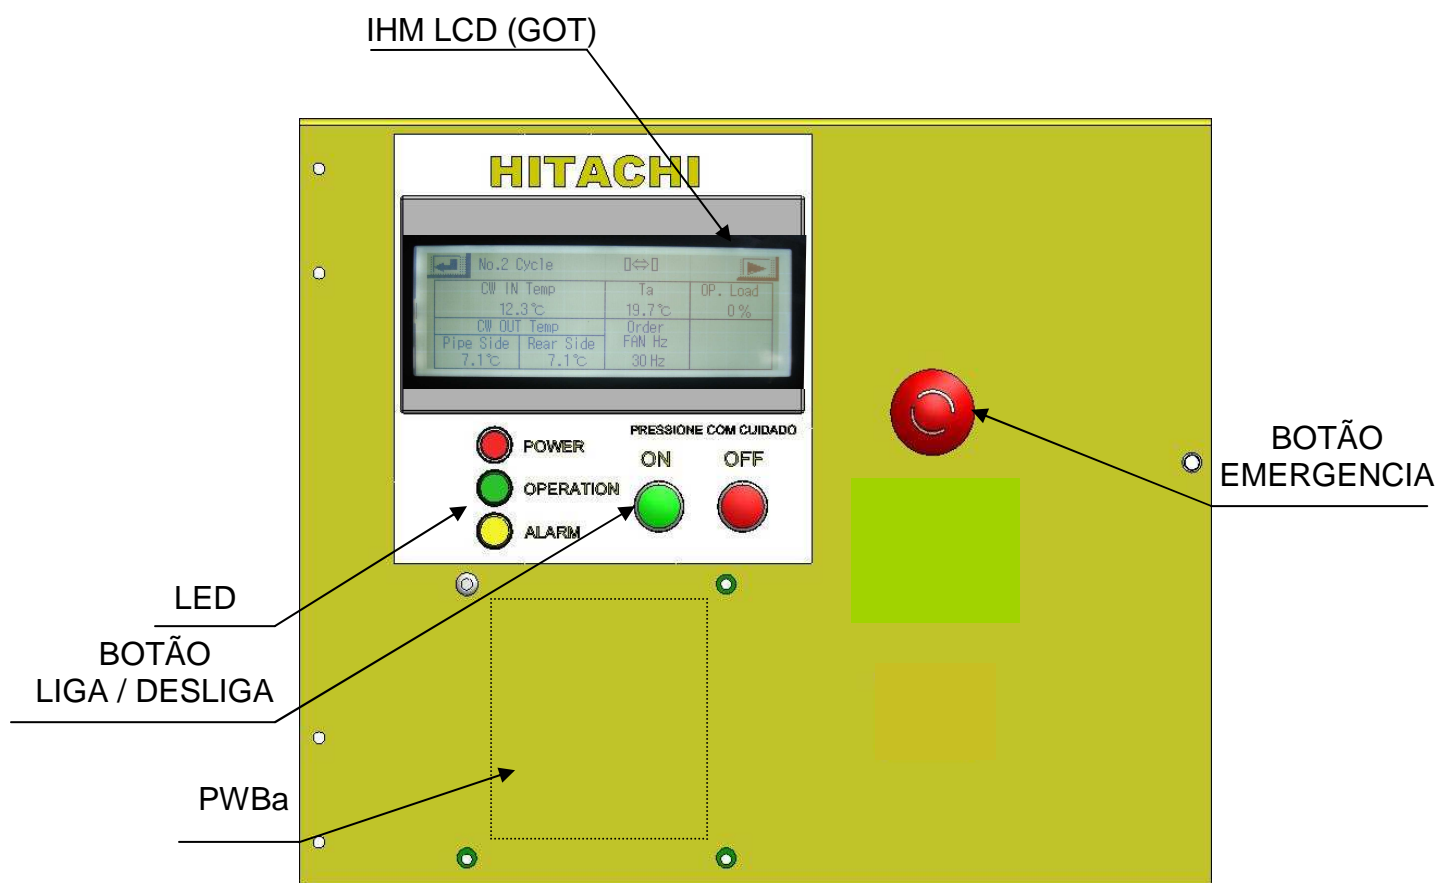 IHM LCD (GOT)
HITACHI
No.2 Cycle
CW IN Temp
Ta
OP. Load
12.3℃
19.7℃
0%
CW OUT Temp
Order
FAN Hz
Pipe Side
Rear Side
7.1℃
7.1℃
30 Hz
POWER
OPERATION
ALARM
PRESSIONE COM CUIDADO
ON
OFF
BOTÃO
EMERGENCIA
LED
BOTÃO
LIGA / DESLIGA
PWBa